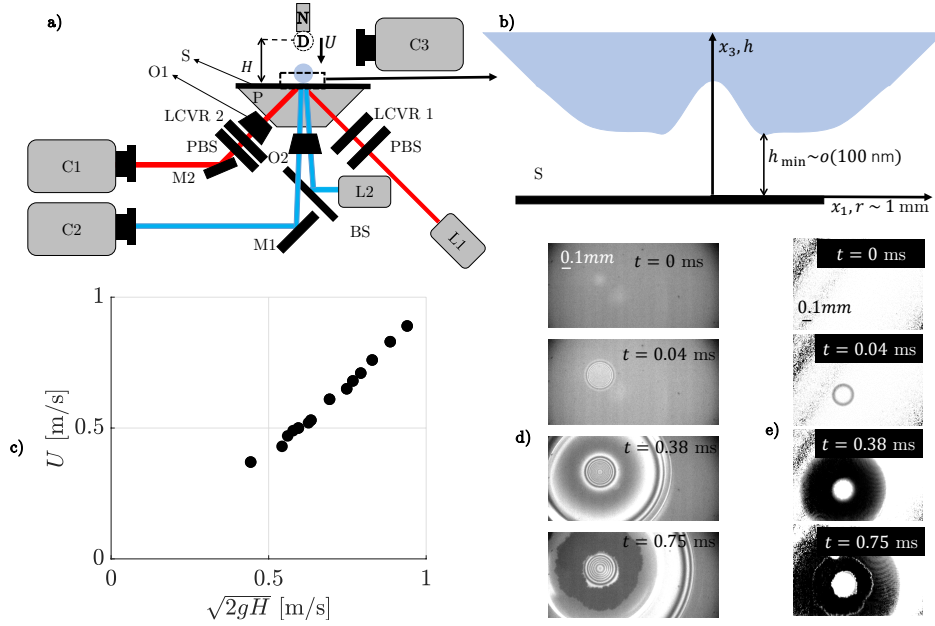 a)
N
D
U
H
C3
S
O1
P
LCVR 2
LCVR 1
PBS
PBS
O2
C1
M2
L2
C2
M1
BS
L1
b)
x₃, h
h_min~o(100 nm)
S
x₁, r ~ 1 mm
c)
1
0.5
0
U [m/s]
0
0.5
1
√2gH [m/s]
d)
0.1mm
t = 0 ms
t = 0.04 ms
t = 0.38 ms
t = 0.75 ms
e)
t = 0 ms
0.1mm
t = 0.04 ms
t = 0.38 ms
t = 0.75 ms